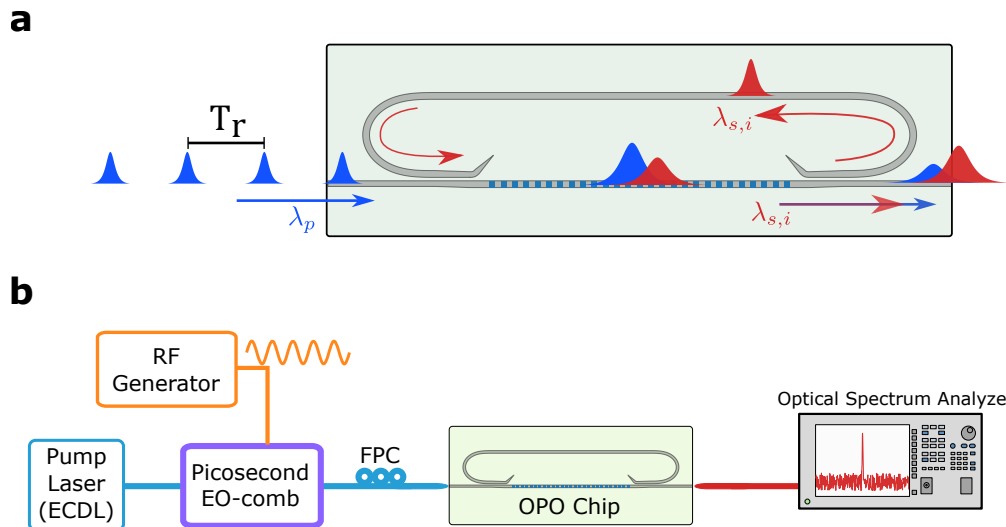 a
T_r
λ_{s,i}
λ_p
λ_{s,i}
b
RF
Generator
Optical Spectrum Analyze
FPC
Pump
Laser
(ECDL)
Picosecond
EO-comb
OPO Chip